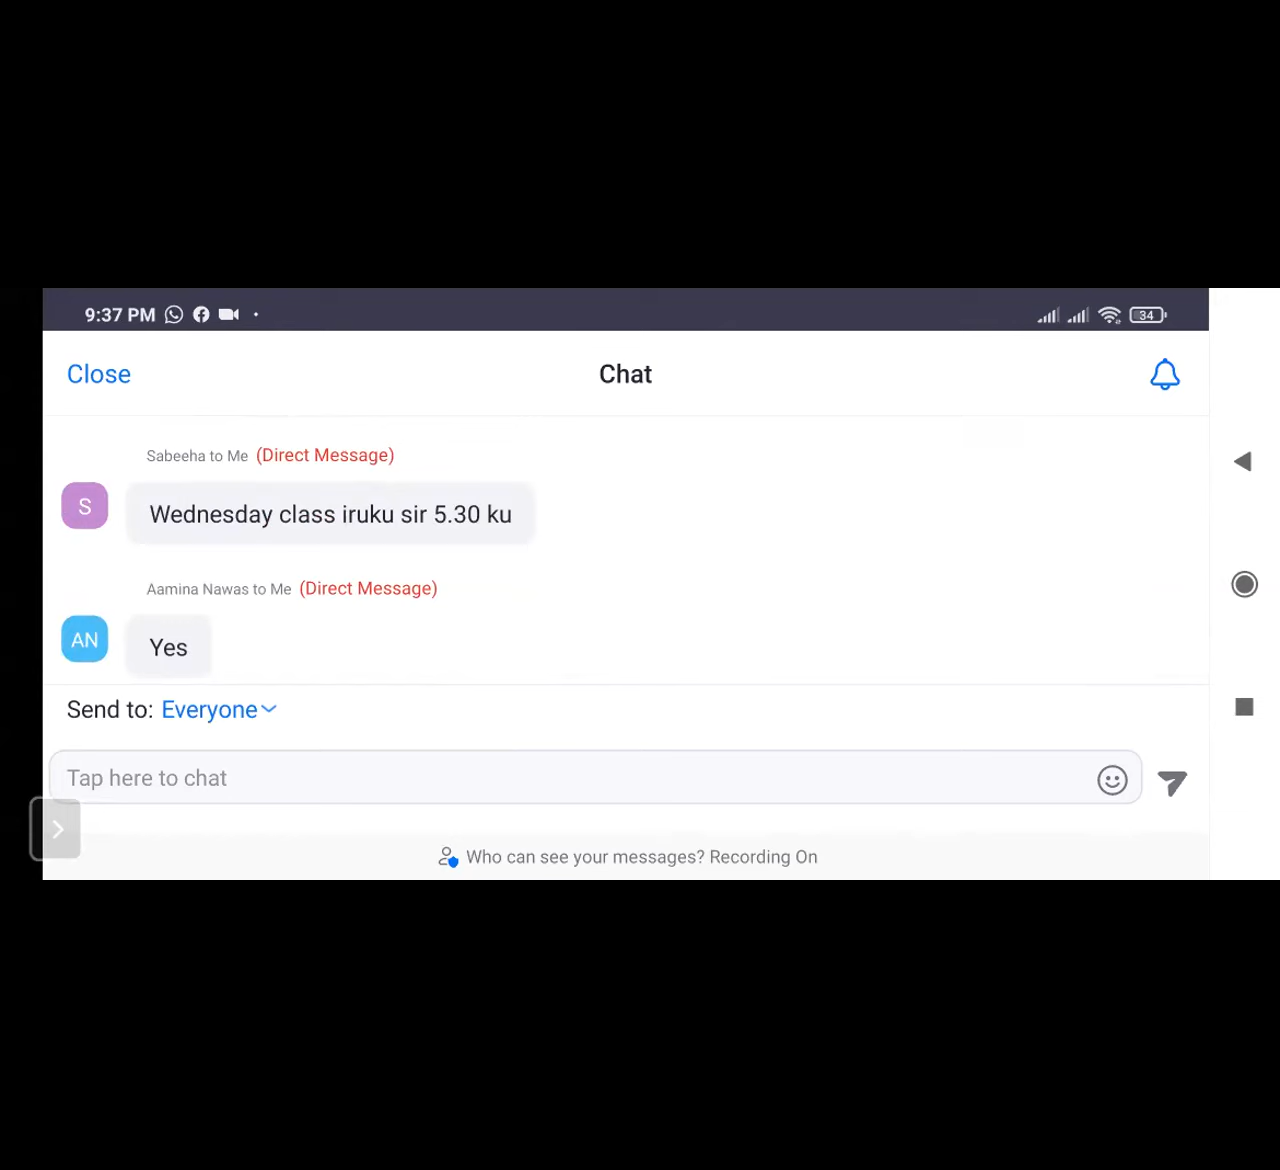 9:37 PM
34
Close
Chat
Sabeeha to Me (Direct Message)
S
Wednesday class iruku sir 5.30 ku
Aamina Nawas to Me (Direct Message)
AN
Yes
Send to: Everyone
Tap here to chat
Who can see your messages? Recording On